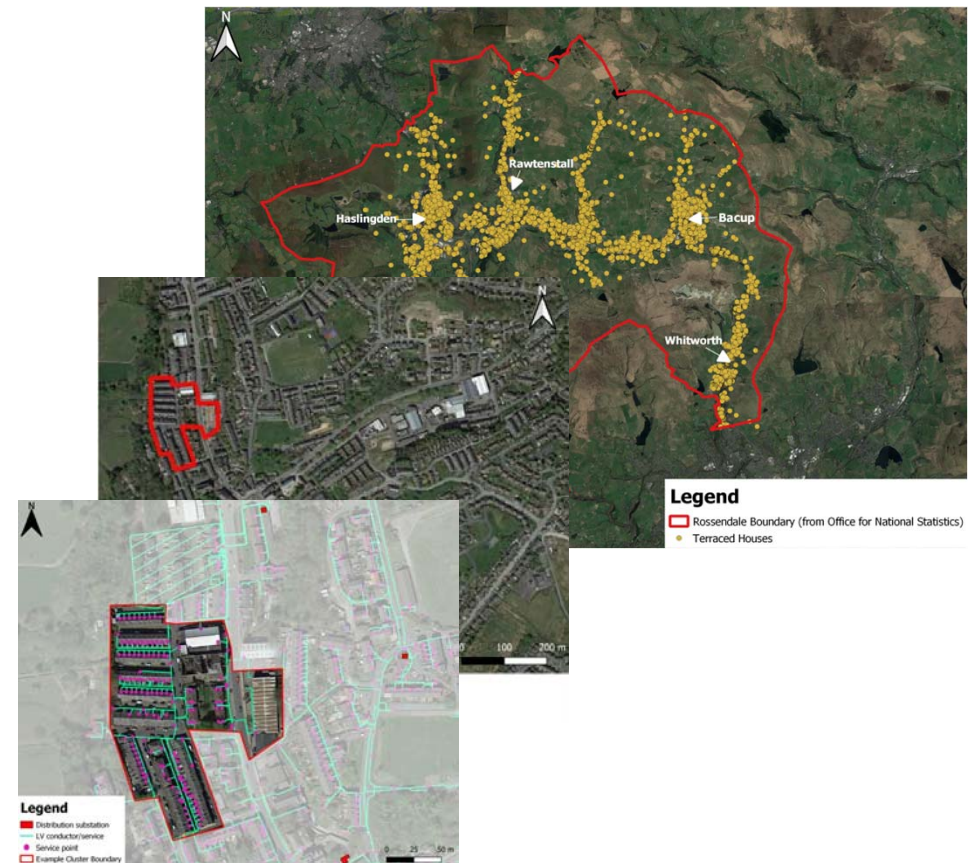 N
Rawtenstall
Haslingden
Bacup
Whitworth
Legend
Rossendale Boundary (from Office for National Statistics)
Terraced Houses
N
0 100 200 m
N
Legend
Distribution substation
LV conductor/service
Service point
Example Cluster Boundary
0 25 50 m